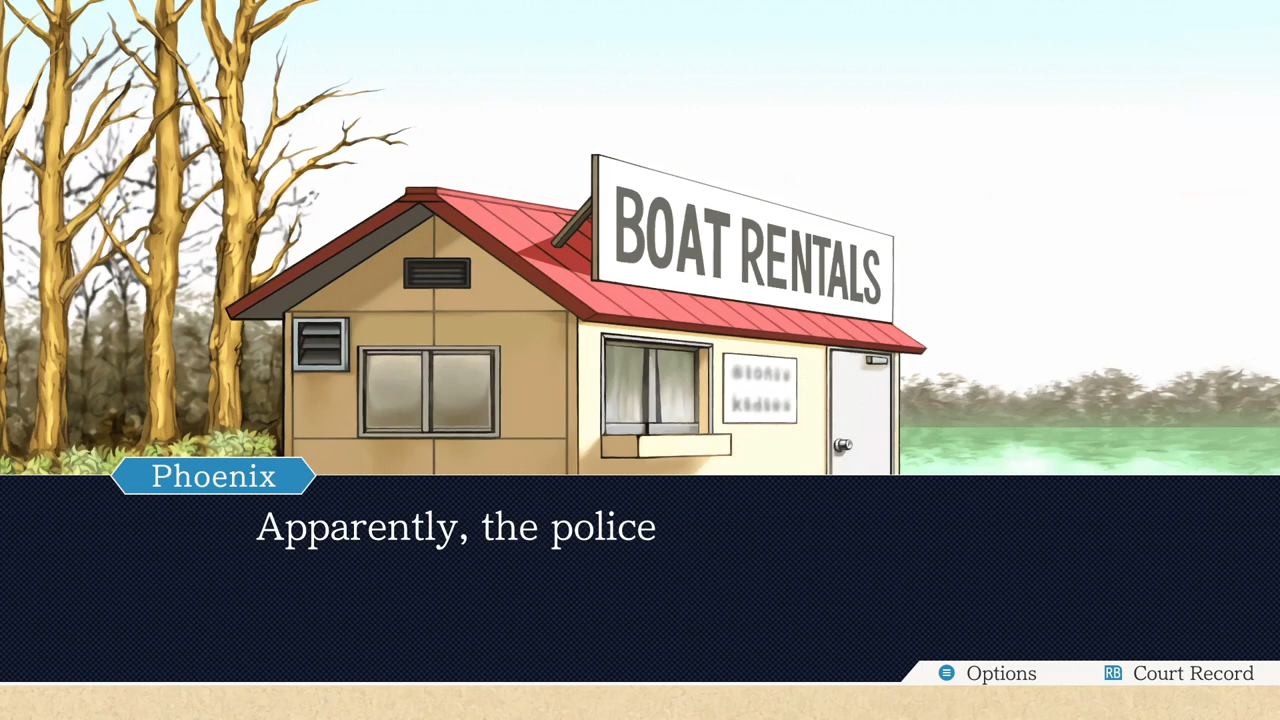 BOAT RENTALS
Phoenix
Apparently, the police
Options
RB Court Record